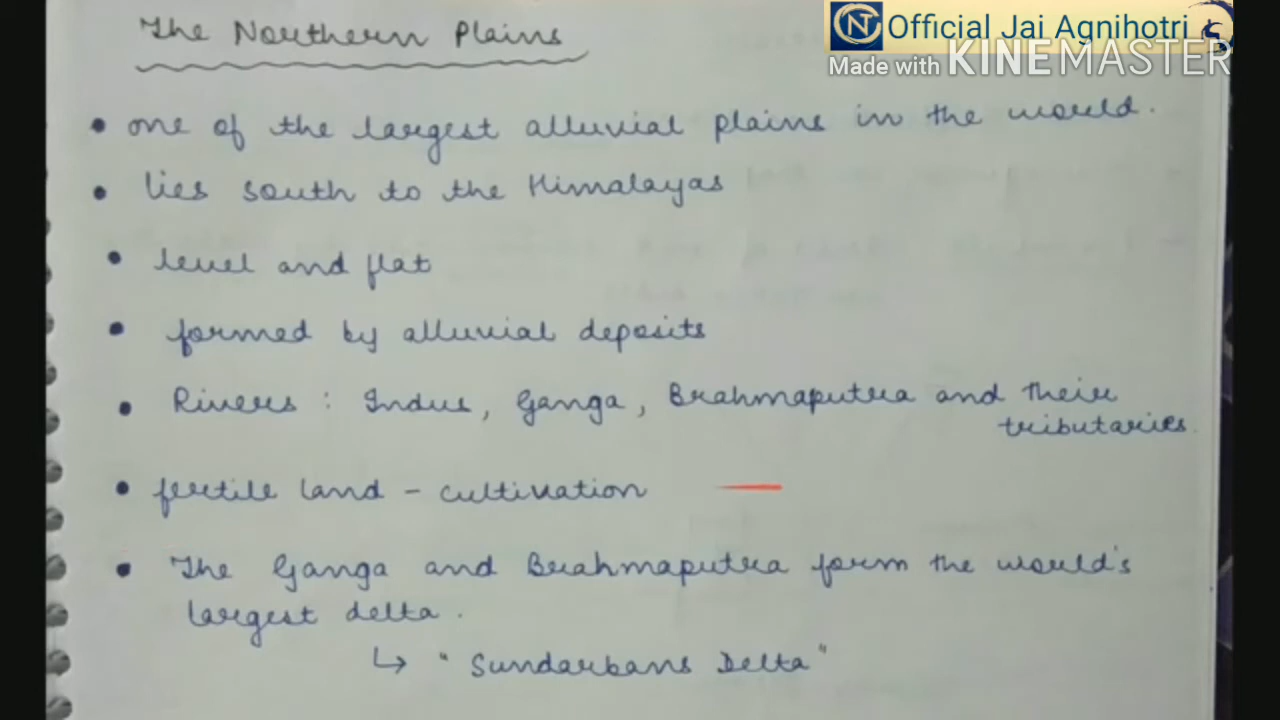 The Northern Plains
Official Jai Agnihotri
Made with KINEMASTER
• one of the largest alluvial plains in the world.
• lies south to the Himalayas
• level and flat
• formed by alluvial deposits
• Rivers : Indus, Ganga, Brahmaputra and their
tributaries.
• fertile land - cultivation
• The Ganga and Brahmaputra form the world's
largest delta.
↳ "Sundarbans Delta"